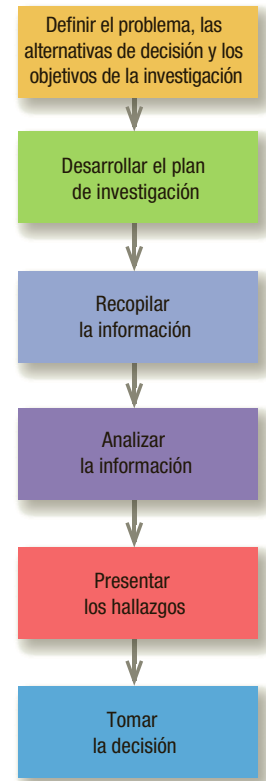 Definir el problema, las
alternativas de decisión y los
objetivos de la investigación
Desarrollar el plan
de investigación
Recopilar
la información
Analizar
la información
Presentar
los hallazgos
Tomar
la decisión